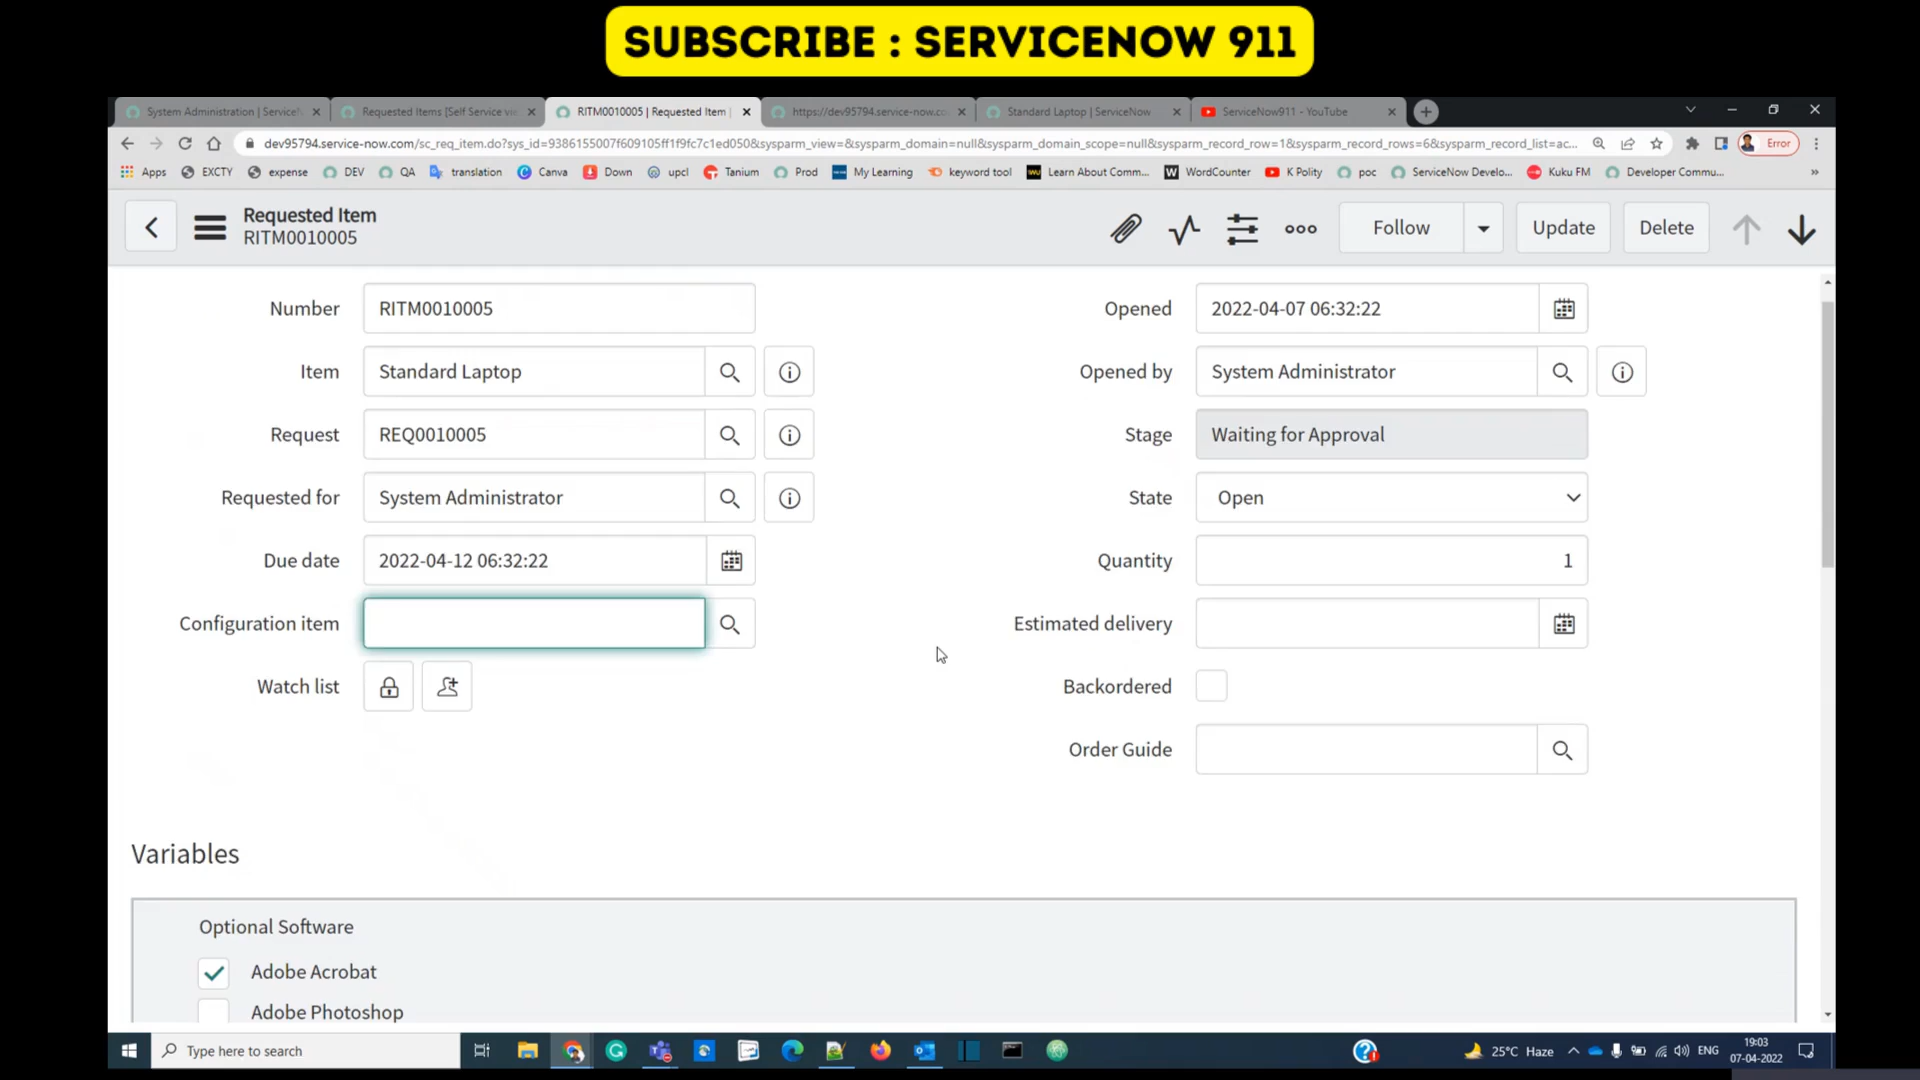 SUBSCRIBE : SERVICENOW 911
System Administration | Service
Requested Items [Self Service vie
RITM0010005 | Requested Item |
https://dev95794.service-now.co
Standard Laptop | ServiceNow
ServiceNow911 - YouTube
dev95794.service-now.com/sc_req_item.do?sys_id=9386155007f609105ff1f9fc7c1ed050&sysparm_view=&sysparm_domain=null&sysparm_domain_scope=null&sysparm_record_row=1&sysparm_record_rows=6&sysparm_record_list=ac...
Error
Apps
EXCTY
expense
DEV
QA
translation
Canva
Down
upcl
Tanium
Prod
My Learning
keyword tool
Learn About Comm...
WordCounter
K Polity
poc
ServiceNow Develo...
Kuku FM
Developer Commu...
Requested Item
RITM0010005
Follow
Update
Delete
Number
RITM0010005
Opened
2022-04-07 06:32:22
Item
Standard Laptop
Opened by
System Administrator
Request
REQ0010005
Stage
Waiting for Approval
Requested for
System Administrator
State
Open
Due date
2022-04-12 06:32:22
Quantity
1
Configuration item
Estimated delivery
Watch list
Backordered
Order Guide
Variables
Optional Software
Adobe Acrobat
Adobe Photoshop
Type here to search
25°C Haze
ENG
19:03
07-04-2022